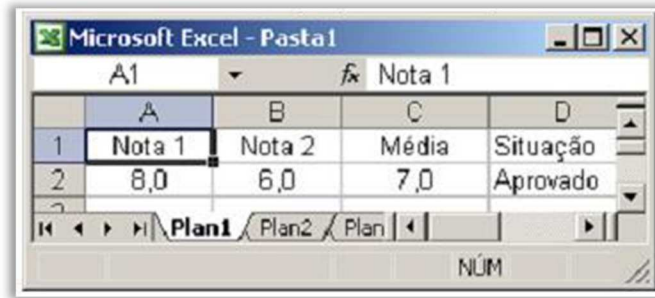 Microsoft Excel - Pasta1
A1 fx Nota 1
A B C D
1 Nota 1 Nota 2 Média Situação
2 8,0 6,0 7,0 Aprovado
Plan1 Plan2 Plan
NÚM